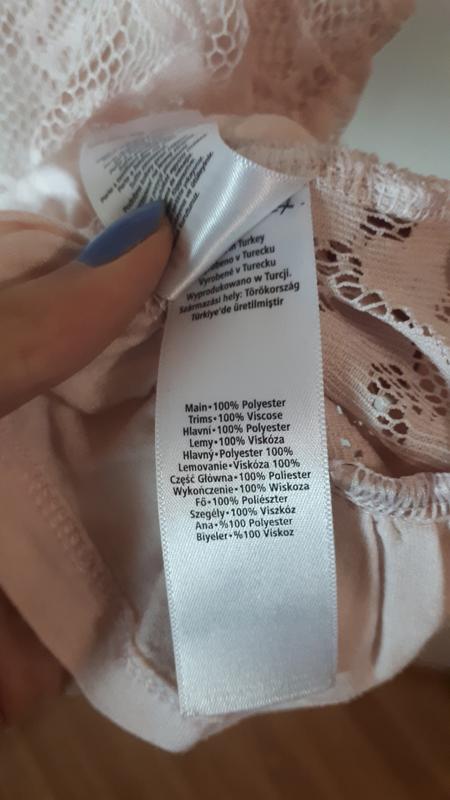 Turkey
Vyrobeno v Turecku
Vyrobené v Turecku
Wyprodukowano w Turcji.
Származási hely: Törökország
Türkiye'de üretilmiştir
Main•100% Polyester
Trims•100% Viscose
Hlavní•100% Polyester
Lemy•100% Viskóza
Hlavný•Polyester 100%
Lemovanie•Viskóza 100%
Część Główna•100% Poliester
Wykończenie•100% Wiskoza
Fő•100% Poliészter
Szegély•100% Viszkóz
Ana•%100 Polyester
Biyeler•%100 Viskoz